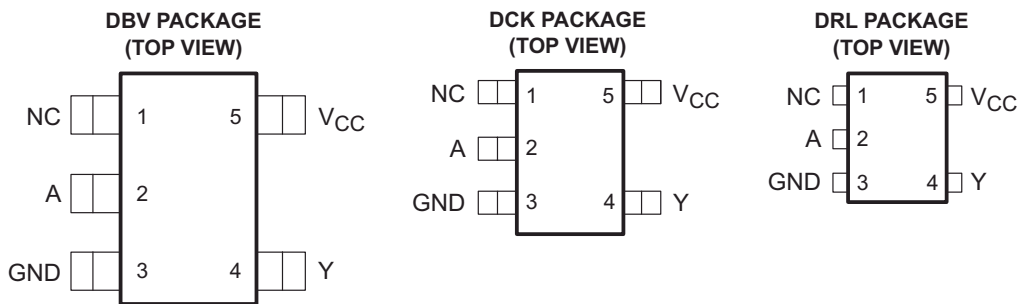 DBV PACKAGE
(TOP VIEW)
NC 1 5 VCC
A 2
GND 3 4 Y
DCK PACKAGE
(TOP VIEW)
NC 1 5 VCC
A 2
GND 3 4 Y
DRL PACKAGE
(TOP VIEW)
NC 1 5 VCC
A 2
GND 3 4 Y